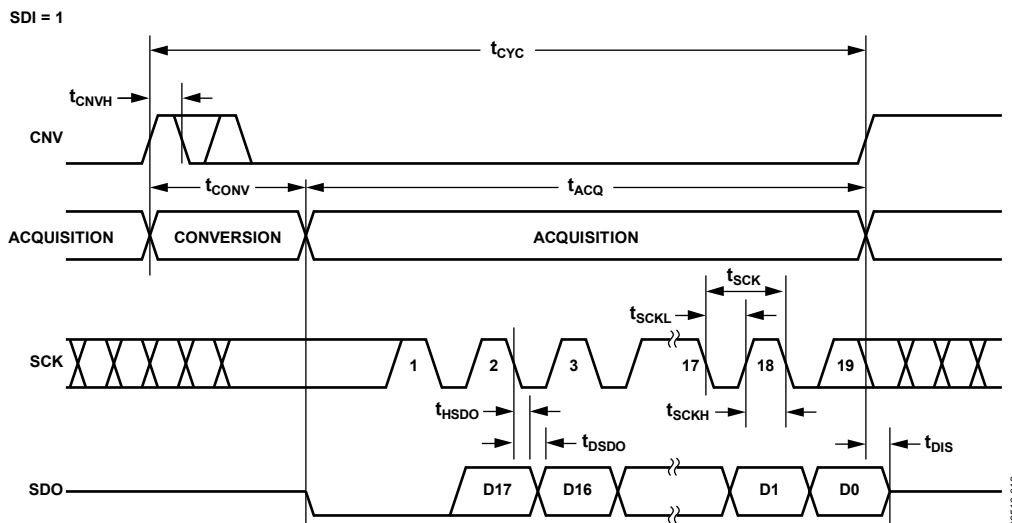 SDI = 1
tCYC
tCNVH
CNV
tCONV
tACQ
ACQUISITION
CONVERSION
ACQUISITION
tSCK
tSCKL
SCK
1
2
3
17
18
19
tHSDO
tSCKH
tDSDO
tDIS
SDO
D17
D16
D1
D0